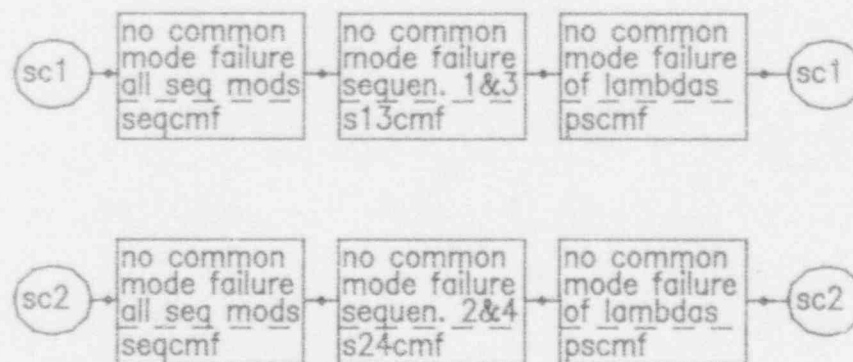 sc1
no common
mode failure
all seq mods
seqcmf
no common
mode failure
sequen. 1&3
s13cmf
no common
mode failure
of lambdas
pscmf
sc1
sc2
no common
mode failure
all seq mods
seqcmf
no common
mode failure
sequen. 2&4
s24cmf
no common
mode failure
of lambdas
pscmf
sc2